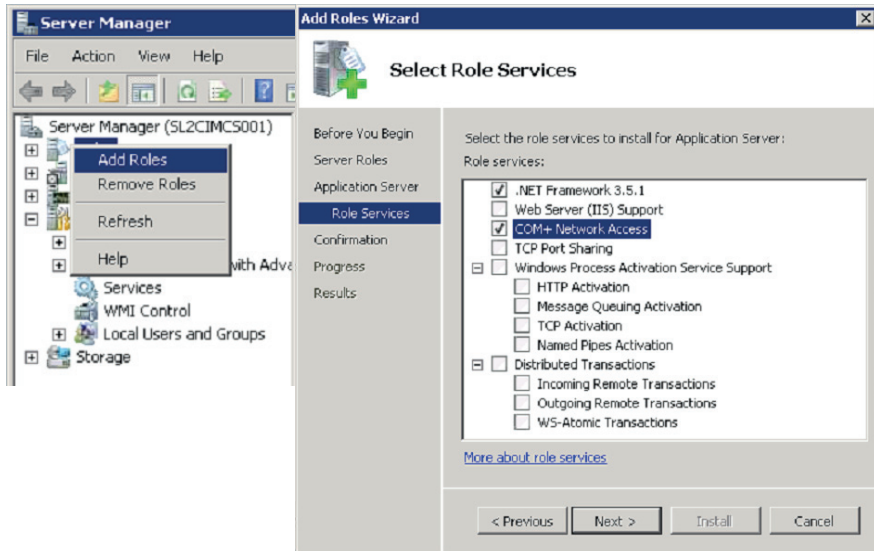 Server Manager
File Action View Help
Server Manager (SL2CIMCS001)
Add Roles
Remove Roles
Refresh
Help
with Adva
Services
WMI Control
Local Users and Groups
Storage
Add Roles Wizard
Select Role Services
Before You Begin
Server Roles
Application Server
Role Services
Confirmation
Progress
Results
Select the role services to install for Application Server:
Role services:
.NET Framework 3.5.1
Web Server (IIS) Support
COM+ Network Access
TCP Port Sharing
Windows Process Activation Service Support
HTTP Activation
Message Queuing Activation
TCP Activation
Named Pipes Activation
Distributed Transactions
Incoming Remote Transactions
Outgoing Remote Transactions
WS-Atomic Transactions
More about role services
< Previous Next > Install Cancel